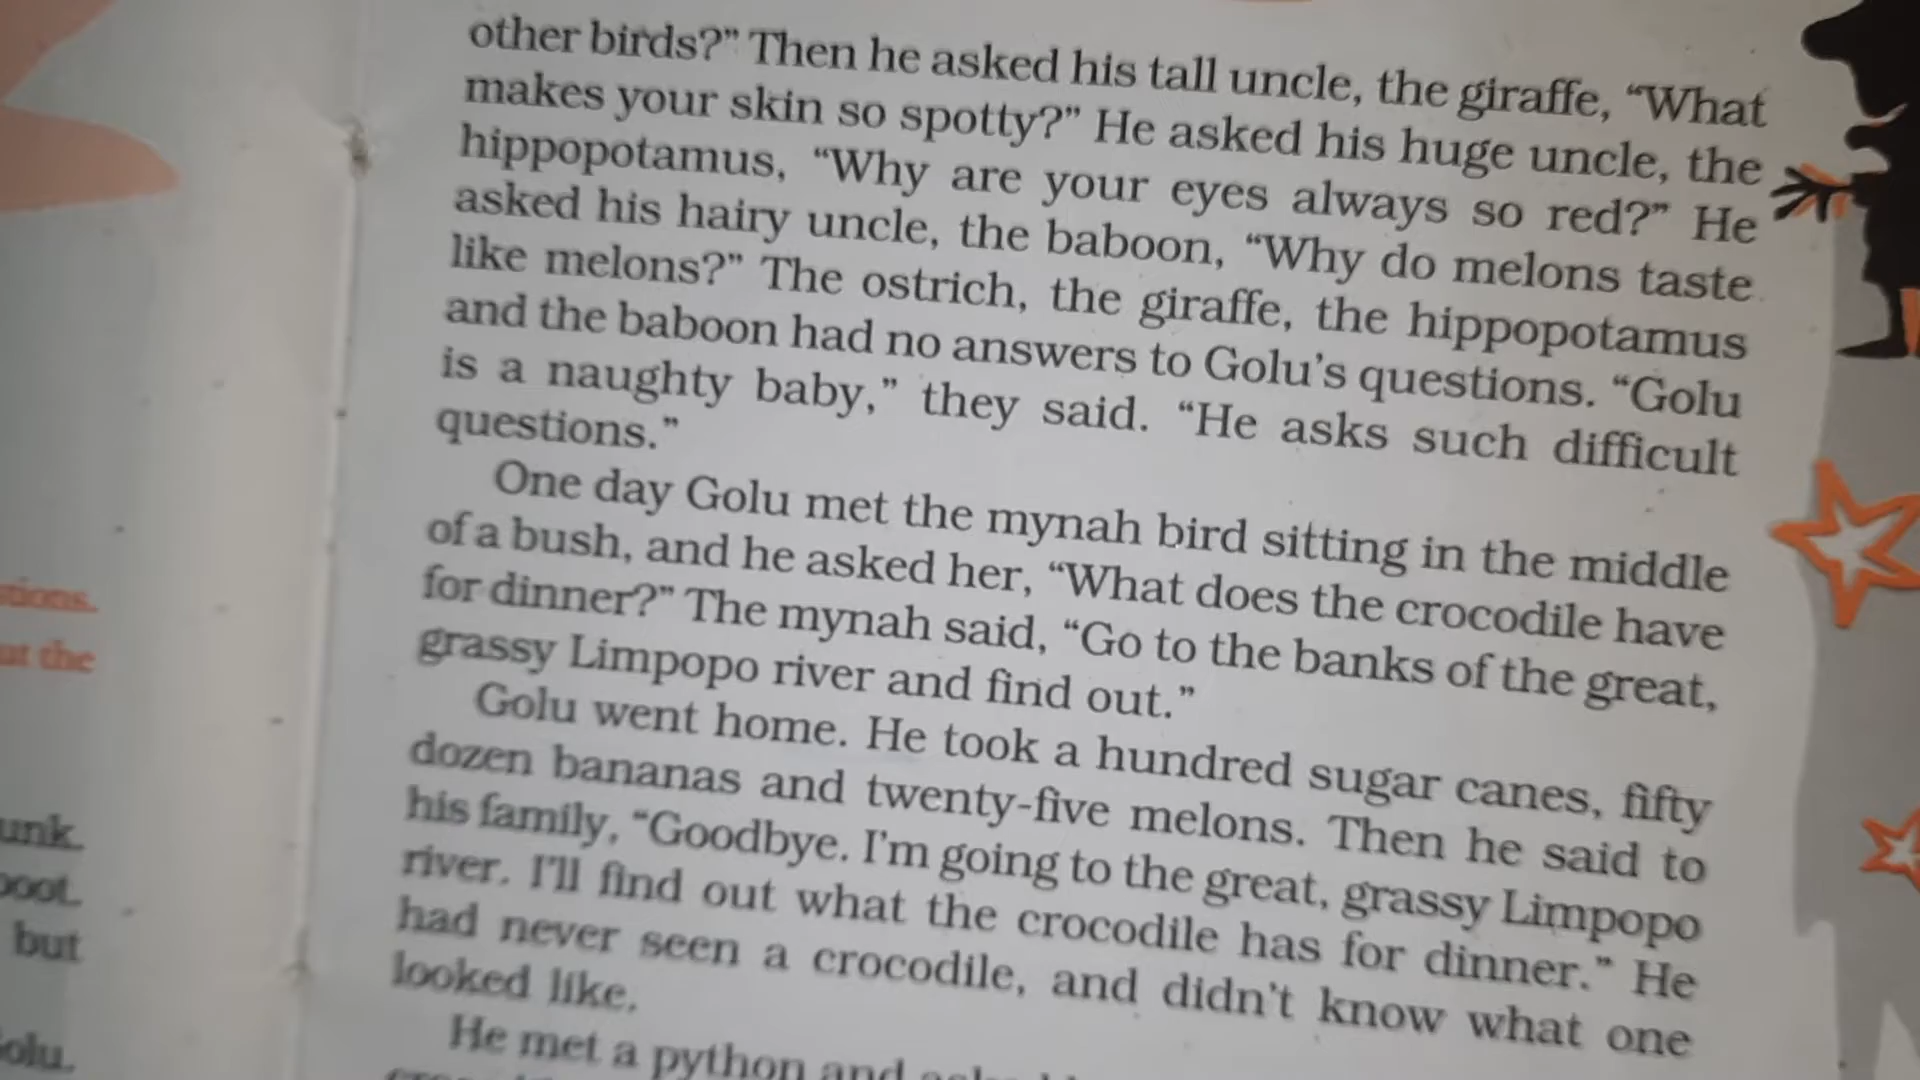 tions.
ut the
unk.
oot.
but
olu.
other birds?” Then he asked his tall uncle, the giraffe, “What
makes your skin so spotty?” He asked his huge uncle, the
hippopotamus, “Why are your eyes always so red?” He
asked his hairy uncle, the baboon, “Why do melons taste
like melons?” The ostrich, the giraffe, the hippopotamus
and the baboon had no answers to Golu’s questions. “Golu
is a naughty baby,” they said. “He asks such difficult
questions.”
One day Golu met the mynah bird sitting in the middle
of a bush, and he asked her, “What does the crocodile have
for dinner?” The mynah said, “Go to the banks of the great,
grassy Limpopo river and find out.”
Golu went home. He took a hundred sugar canes, fifty
dozen bananas and twenty-five melons. Then he said to
his family, “Goodbye. I’m going to the great, grassy Limpopo
river. I’ll find out what the crocodile has for dinner.” He
had never seen a crocodile, and didn’t know what one
looked like.
He met a python and